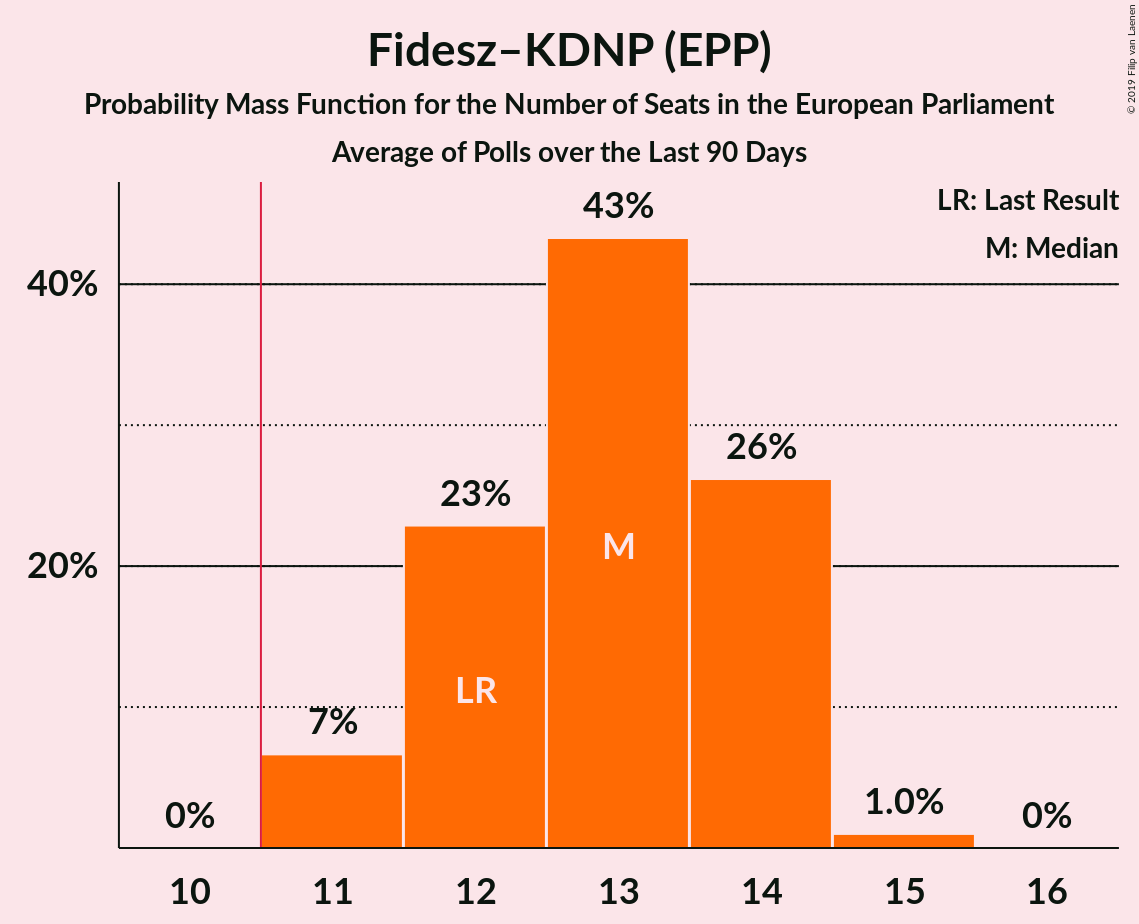 Fidesz–KDNP (EPP)
Probability Mass Function for the Number of Seats in the European Parliament
Average of Polls over the Last 90 Days
© 2019 Filip van Laenen
LR: Last Result
M: Median
43%
40%
26%
23%
M
20%
LR
7%
1.0%
0%
0%
10 11 12 13 14 15 16